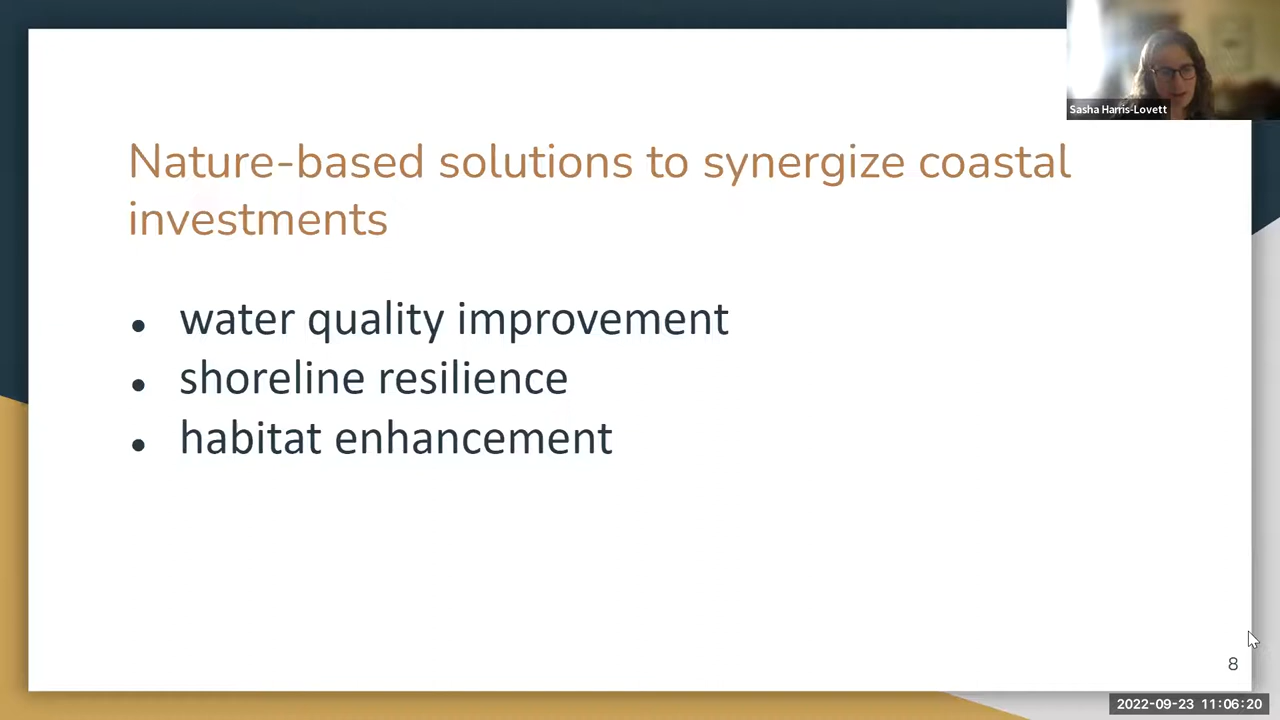 Sasha Harris-Lovett
Nature-based solutions to synergize coastal
investments
● water quality improvement
● shoreline resilience
● habitat enhancement
8
2022-09-23 11:06:20